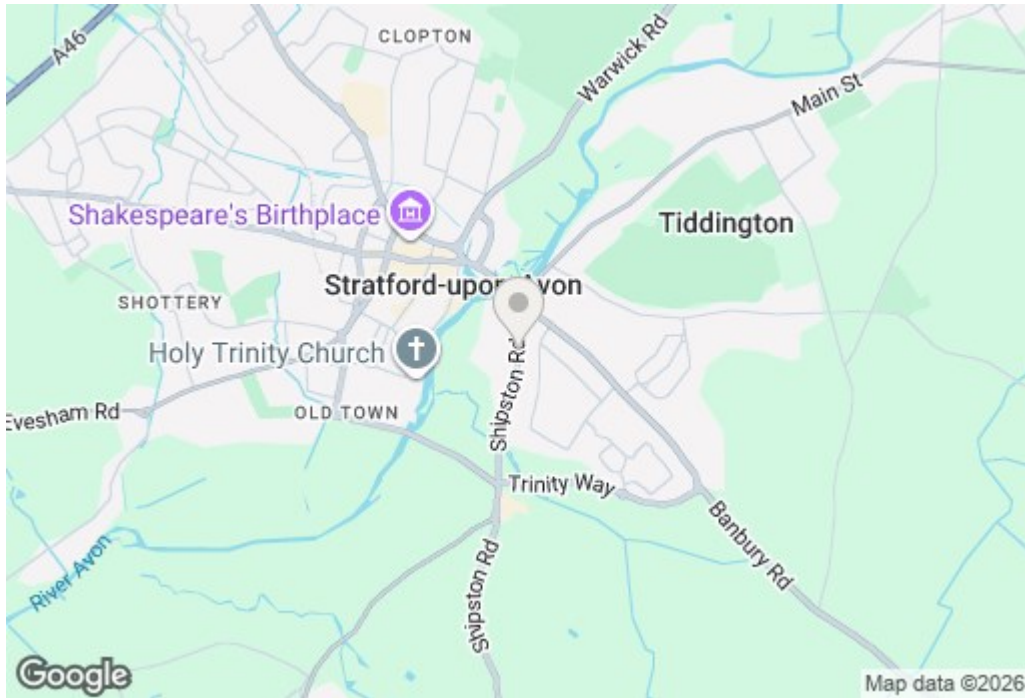 A46
CLOPTON
Warwick Rd
Main St
Shakespeare's Birthplace
Tiddington
Stratford-upon-Avon
SHOTTERY
Holy Trinity Church
Shipston Rd
Evesham Rd
OLD TOWN
Trinity Way
Banbury Rd
River Avon
Shipston Rd
Google
Map data ©2026